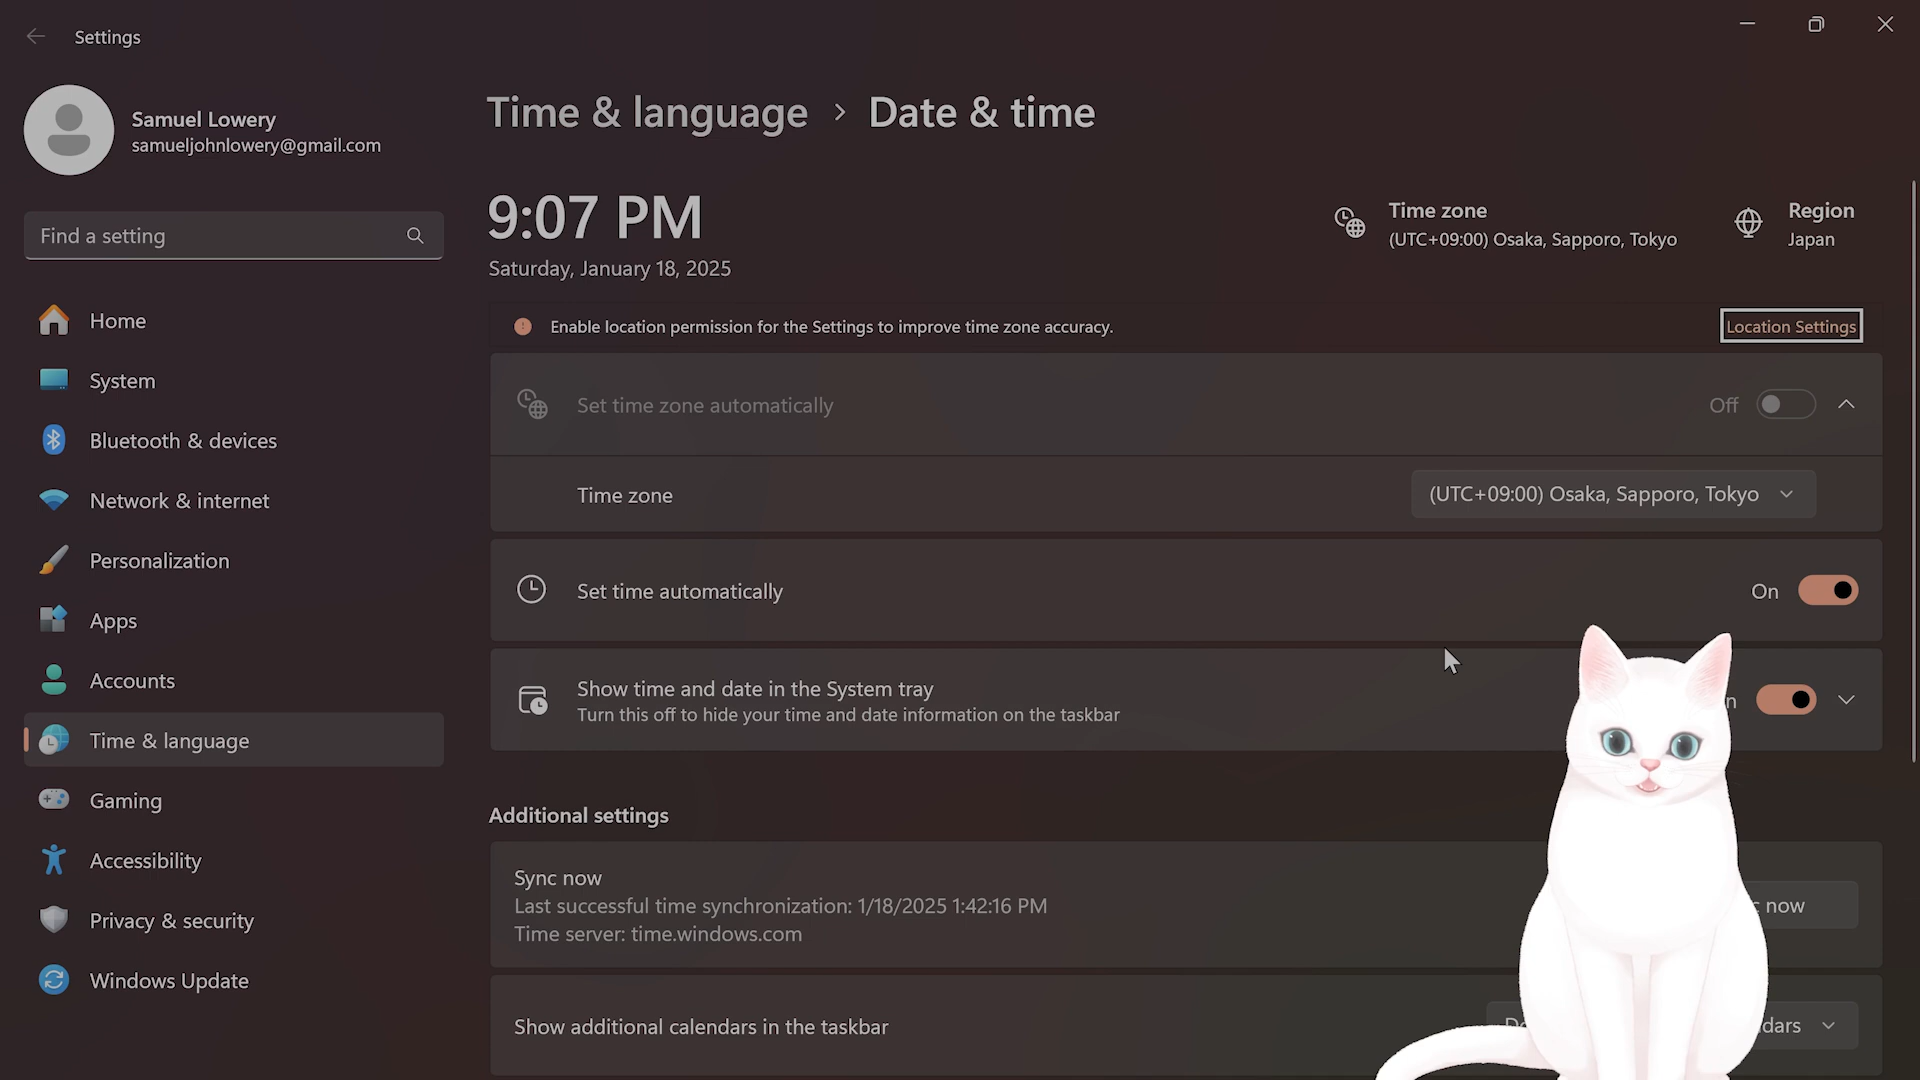 Settings
Samuel Lowery
samueljohnlowery@gmail.com
Find a setting
Home
System
Bluetooth & devices
Network & internet
Personalization
Apps
Accounts
Time & language
Gaming
Accessibility
Privacy & security
Windows Update
Time & language › Date & time
9:07 PM
Saturday, January 18, 2025
Time zone
(UTC+09:00) Osaka, Sapporo, Tokyo
Region
Japan
Enable location permission for the Settings to improve time zone accuracy.
Location Settings
Set time zone automatically
Off
Time zone
(UTC+09:00) Osaka, Sapporo, Tokyo
Set time automatically
On
Show time and date in the System tray
Turn this off to hide your time and date information on the taskbar
Additional settings
Sync now
Last successful time synchronization: 1/18/2025 1:42:16 PM
Time server: time.windows.com
now
Show additional calendars in the taskbar